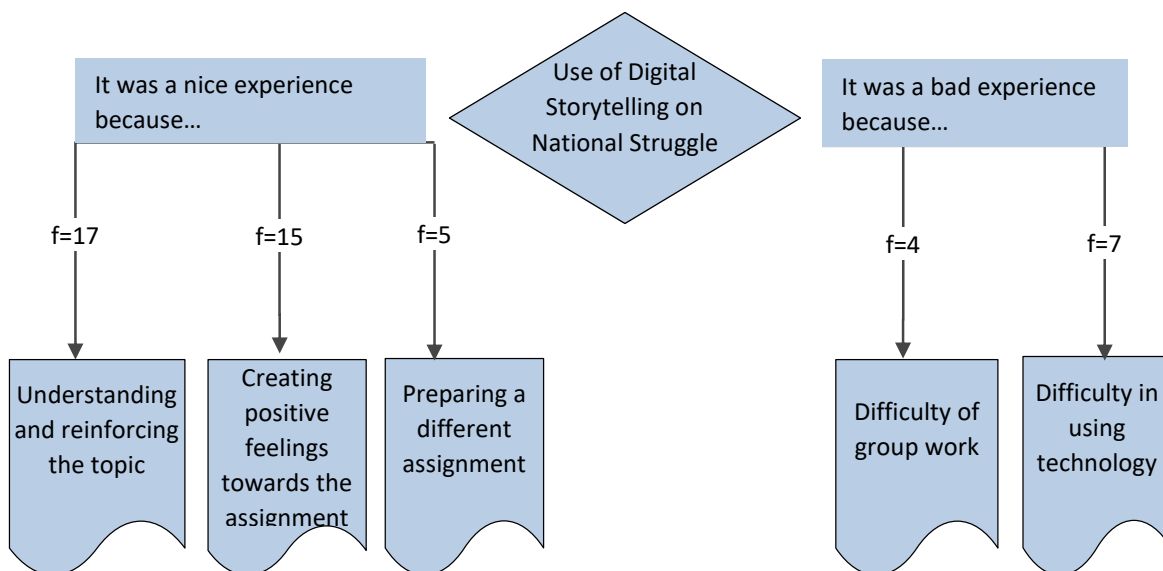 It was a nice experience
because…
Use of Digital
Storytelling on
National Struggle
It was a bad experience
because…
f=17
f=15
f=5
f=4
f=7
Understanding
and reinforcing
the topic
Creating
positive
feelings
towards the
assignment
Preparing a
different
assignment
Difficulty of
group work
Difficulty in
using
technology